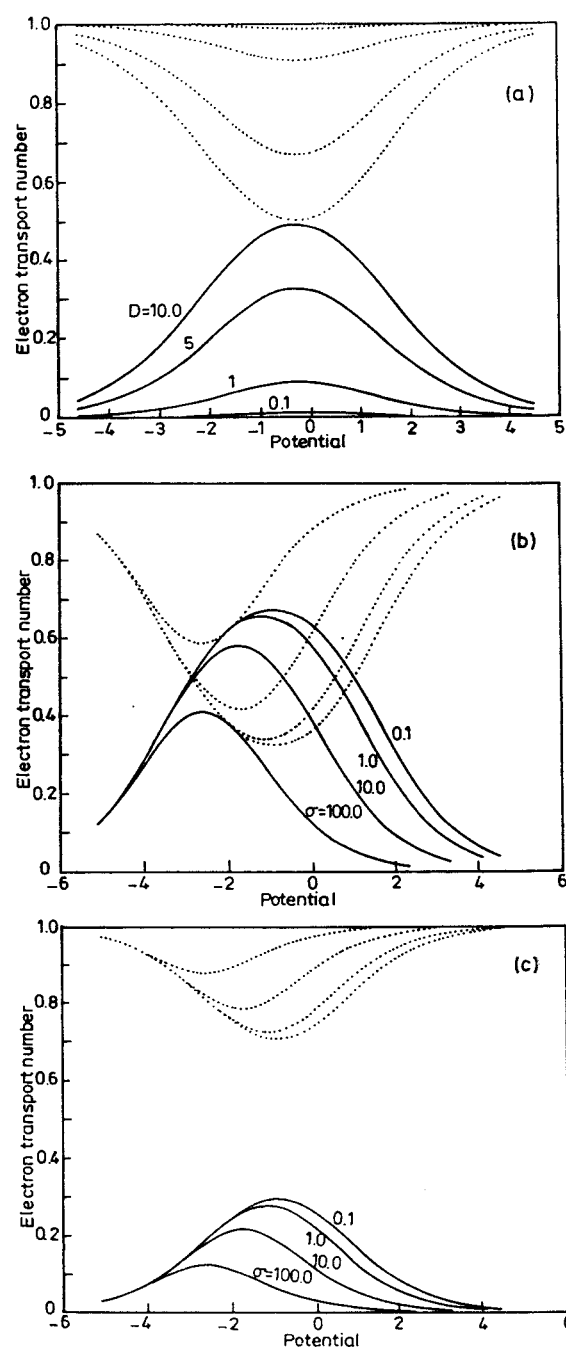 1.0
(a)
0.8
0.6
0.4
0.2
0
Electron transport number
D=10.0
5
1
0.1
-5 -4 -3 -2 -1 0 1 2 3 4 5
Potential
1.0
(b)
0.8
0.6
0.4
0.2
0
Electron transport number
0.1
1.0
10.0
σ=100.0
-6 -4 -2 0 2 4 6
Potential
1.0
(c)
0.8
0.6
0.4
0.2
0
Electron transport number
0.1
1.0
10.0
σ=100.0
-6 -4 -2 0 2 4 6
Potential